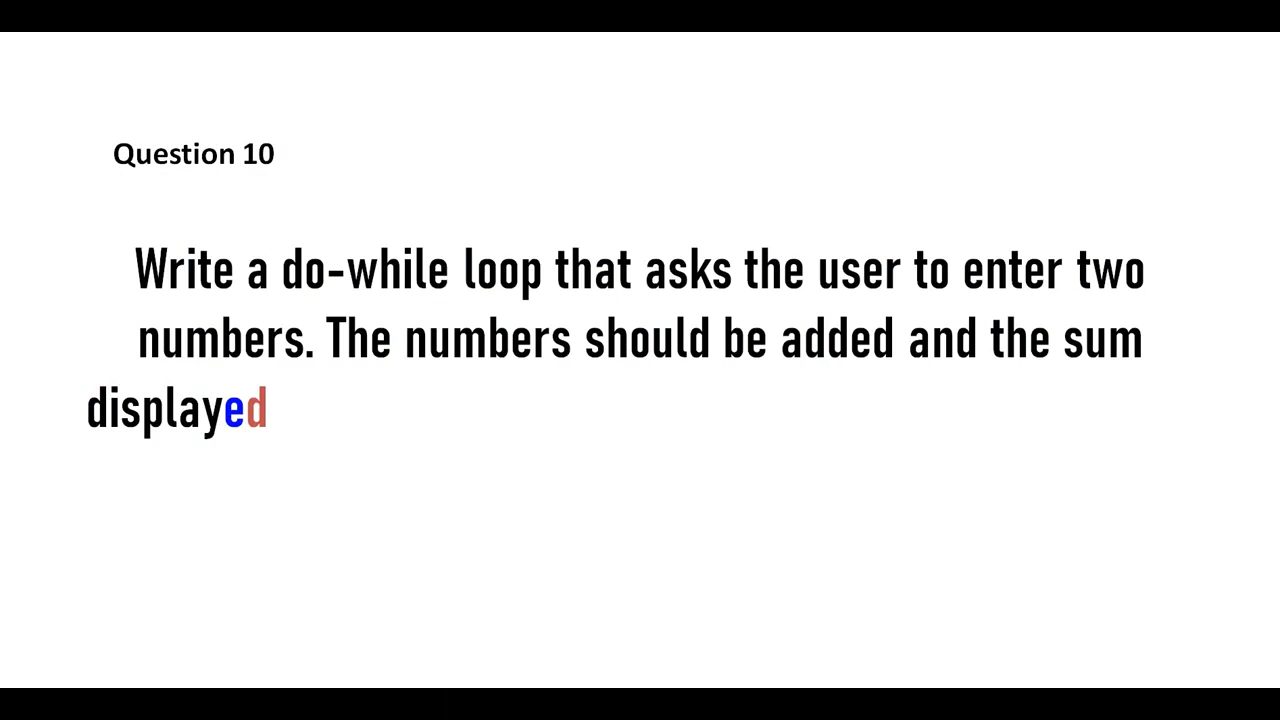 Question 10
Write a do-while loop that asks the user to enter two
numbers. The numbers should be added and the sum
displayed